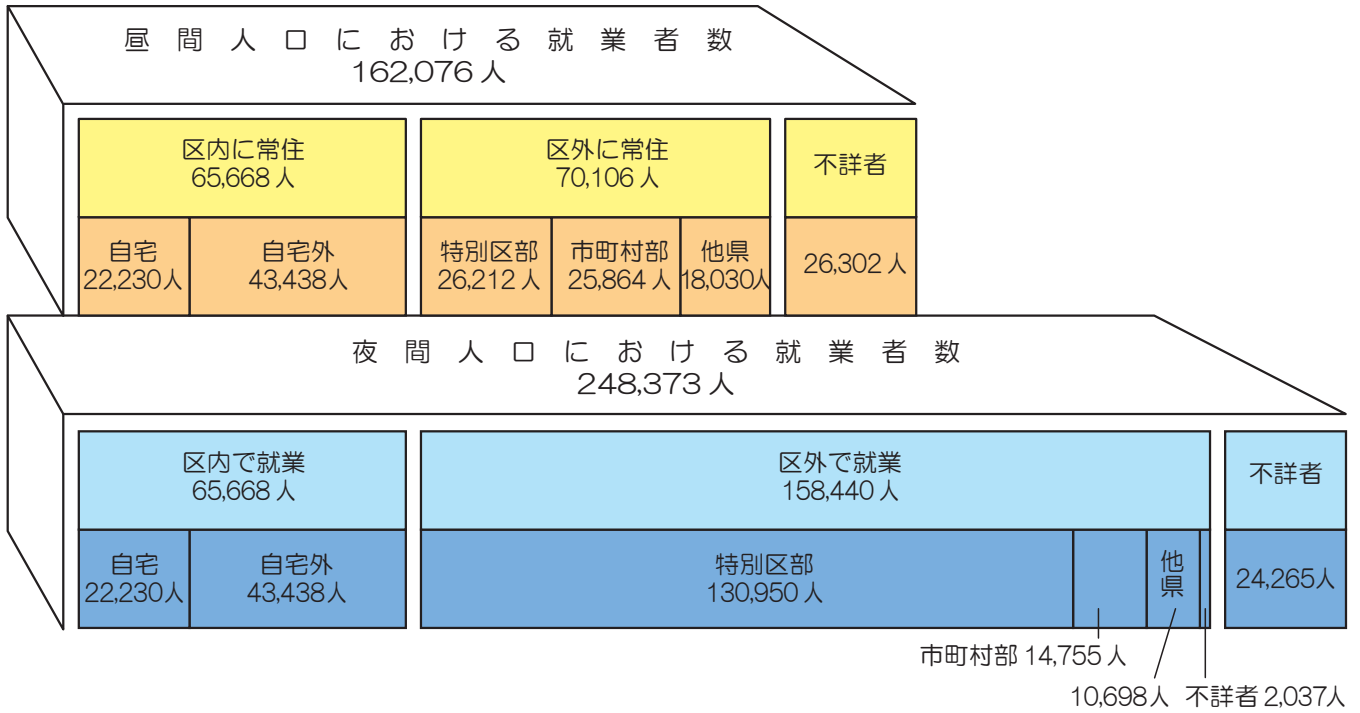 昼間人口における就業者数
162,076人
区内に常住
65,668人
区外に常住
70,106人
不詳者
自宅
22,230人
自宅外
43,438人
特別区部
26,212人
市町村部
25,864人
他県
18,030人
26,302人
夜間人口における就業者数
248,373人
区内で就業
65,668人
区外で就業
158,440人
不詳者
自宅
22,230人
自宅外
43,438人
特別区部
130,950人
他県
24,265人
市町村部 14,755人
10,698人 不詳者 2,037人